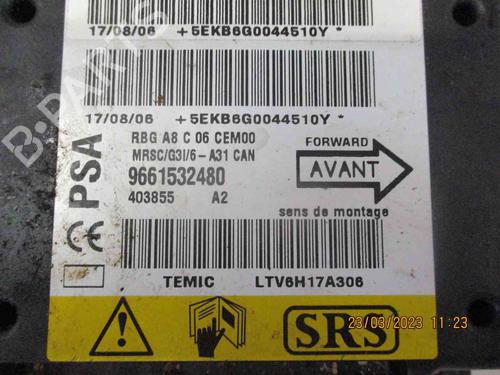 17/08/06 +5EKB6G0044510Y *
17/08/06 +5EKB6G0044510Y *
PSA
CE
RBG A8 C 06 CEM00
MRSC/G3I/6-A31 CAN
9661532480
403855 A2
FORWARD
AVANT
sens de montage
TEMIC LTV6H17A306
SRS
23/03/2023 11:23
B-PARTS